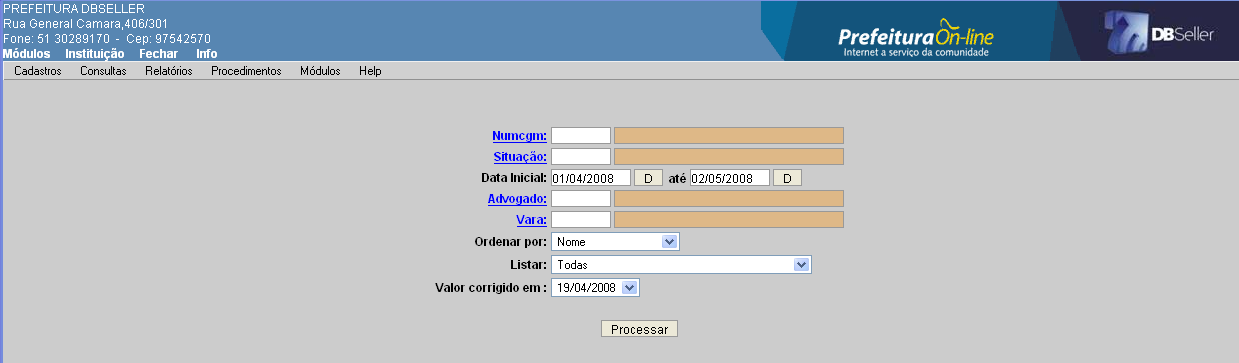 PREFEITURA DBSELLER
Rua General Camara,406/301
Fone: 51 30289170 - Cep: 97542570
Módulos Instituição Fechar Info
PrefeituraOn-line
Internet a serviço da comunidade
DBSeller
Cadastros Consultas Relatórios Procedimentos Módulos Help
Numcgm:
Situação:
Data Inicial: 01/04/2008 D até 02/05/2008 D
Advogado:
Vara:
Ordenar por: Nome
Listar: Todas
Valor corrigido em : 19/04/2008
Processar